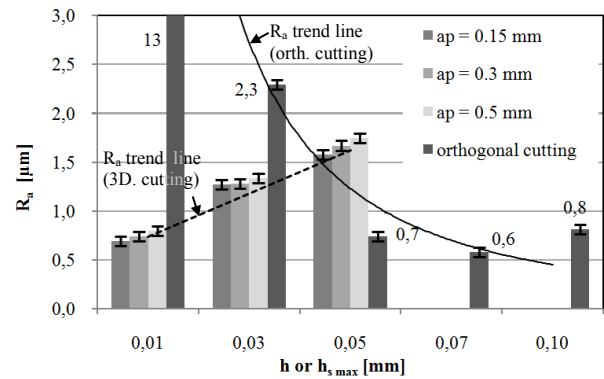 3,0
2,5
2,0
1,5
1,0
0,5
0,0
Ra [µm]
13
2,3
0,7
0,6
0,8
Ra trend line
(orth. cutting)
Ra trend line
(3D. cutting)
ap = 0.15 mm
ap = 0.3 mm
ap = 0.5 mm
orthogonal cutting
0,01 0,03 0,05 0,07 0,10
h or hs max [mm]